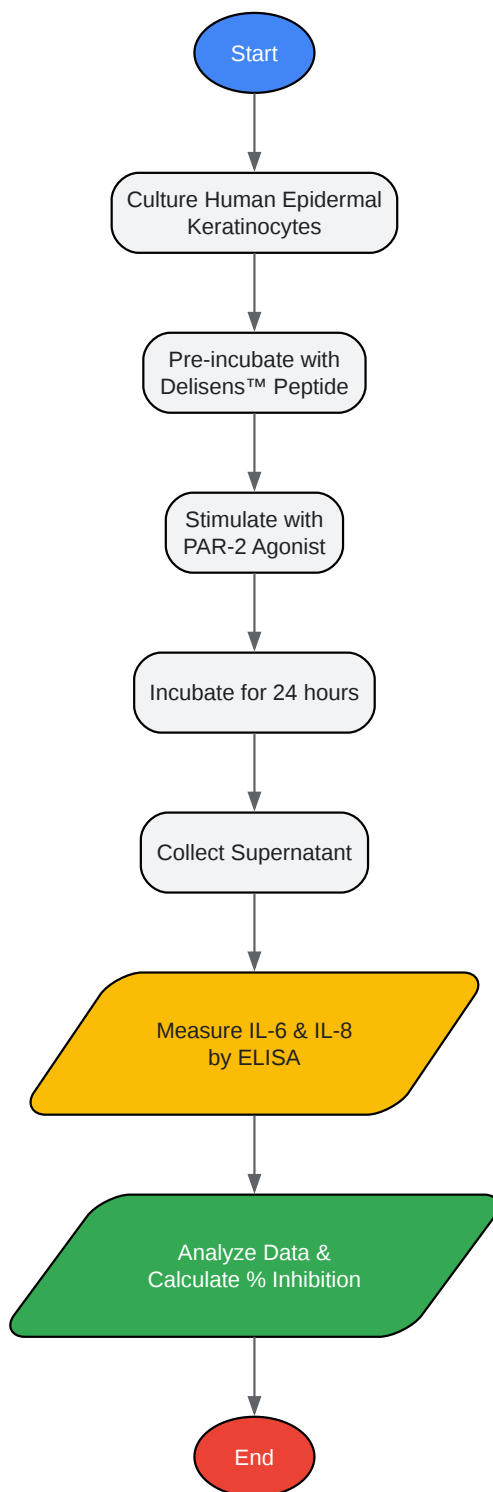 Start
Culture Human Epidermal
Keratinocytes
Pre-incubate with
Delisens™ Peptide
Stimulate with
PAR-2 Agonist
Incubate for 24 hours
Collect Supernatant
Measure IL-6 & IL-8
by ELISA
Analyze Data &
Calculate % Inhibition
End